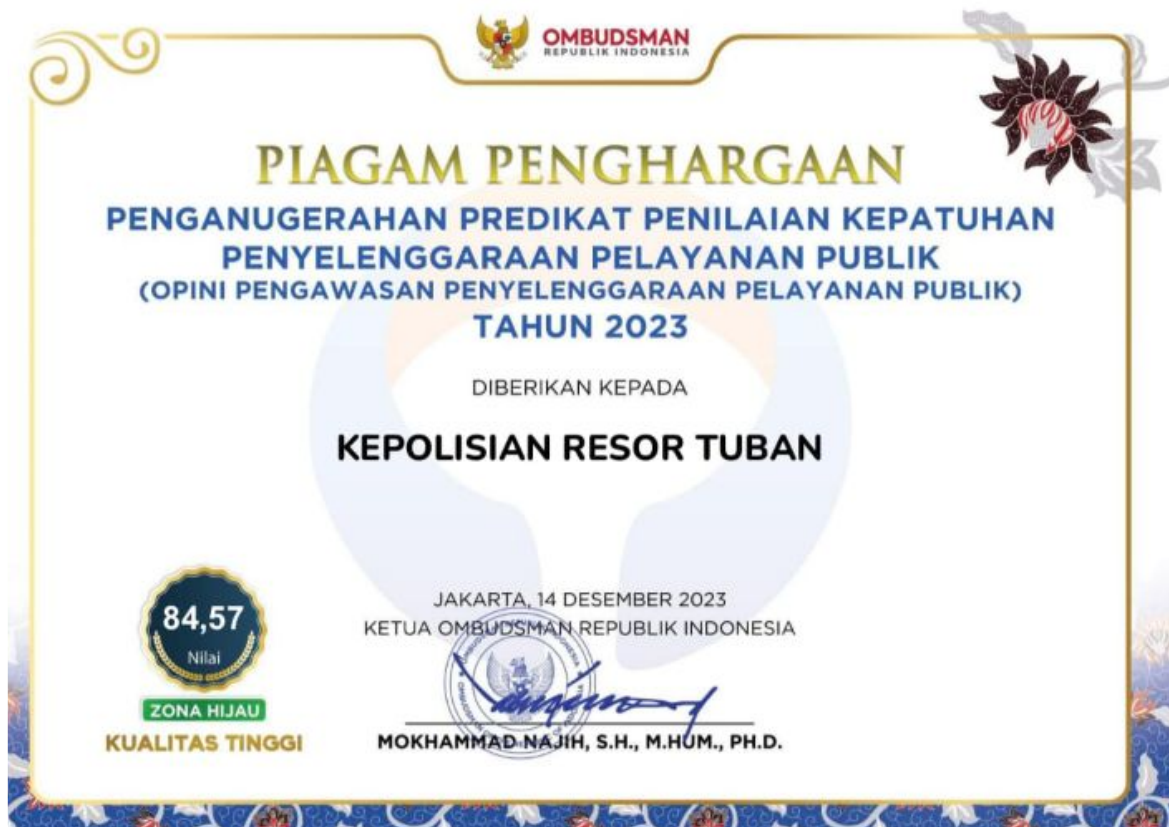 OMBUDSMAN
REPUBLIK INDONESIA
PIAGAM PENGHARGAAN
PENGANUGERAHAN PREDIKAT PENILAIAN KEPATUHAN
PENYELENGGARAAN PELAYANAN PUBLIK
(OPINI PENGAWASAN PENYELENGGARAAN PELAYANAN PUBLIK)
TAHUN 2023
DIBERIKAN KEPADA
KEPOLISIAN RESOR TUBAN
84,57
Nilai
ZONA HIJAU
KUALITAS TINGGI
JAKARTA, 14 DESEMBER 2023
KETUA OMBUDSMAN REPUBLIK INDONESIA
MOKHAMMAD NAJIH, S.H., M.HUM., PH.D.